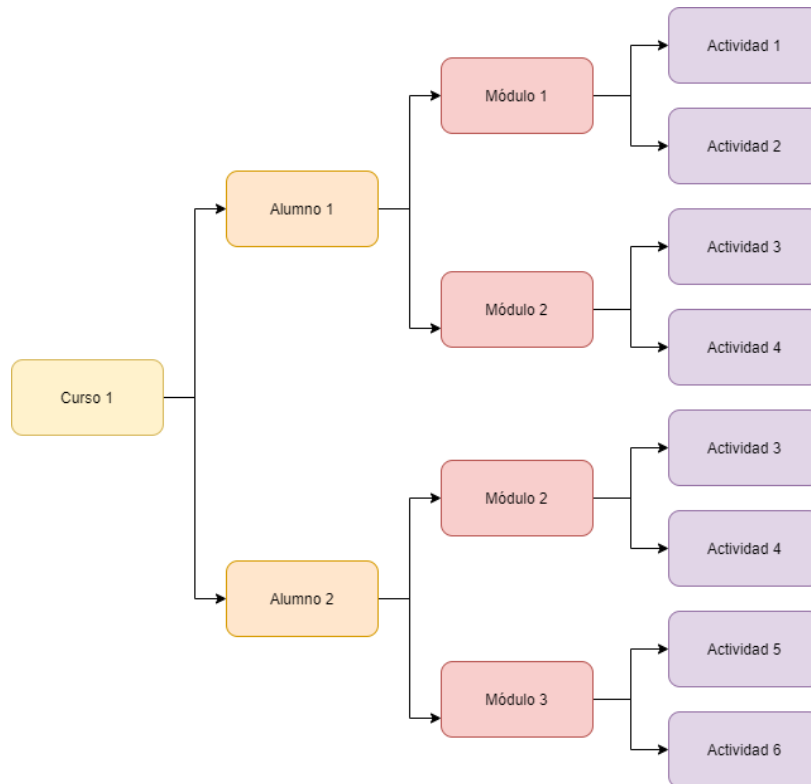 Actividad 1
Módulo 1
Actividad 2
Alumno 1
Actividad 3
Módulo 2
Actividad 4
Curso 1
Actividad 3
Módulo 2
Actividad 4
Alumno 2
Actividad 5
Módulo 3
Actividad 6